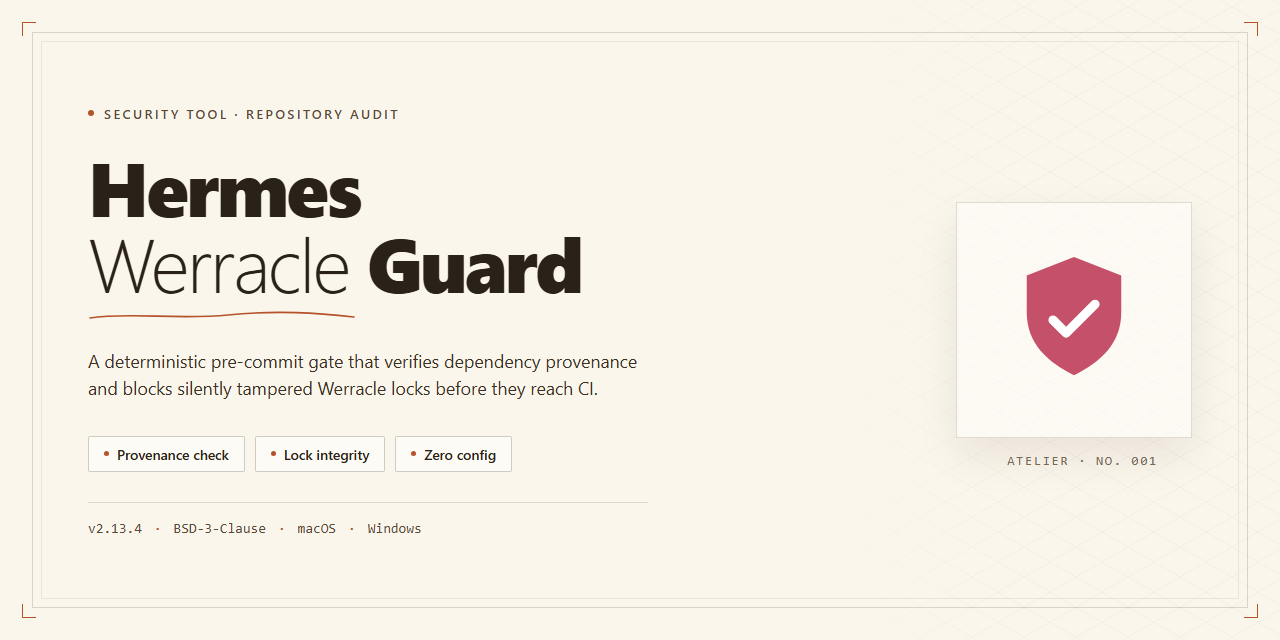 SECURITY TOOL · REPOSITORY AUDIT
Hermes
Werracle Guard
A deterministic pre-commit gate that verifies dependency provenance
and blocks silently tampered Werracle locks before they reach CI.
Provenance check
Lock integrity
Zero config
ATELIER · NO. 001
v2.13.4 · BSD-3-Clause · macOS · Windows